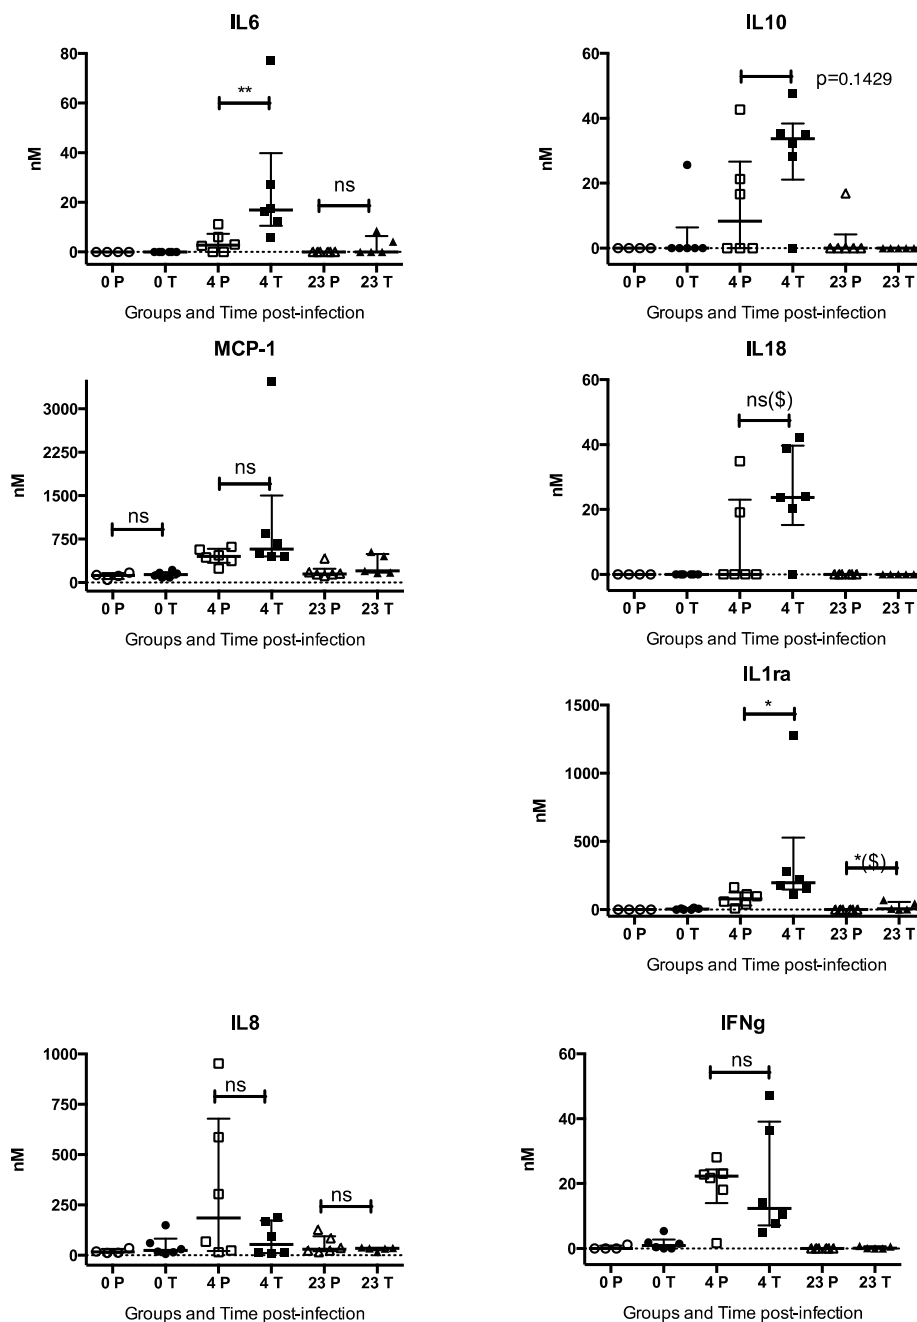 IL6
80
60
40
20
0
nM
**
ns
0 P 0 T 4 P 4 T 23 P 23 T
Groups and Time post-infection
IL10
60
40
20
0
nM
p=0.1429
0 P 0 T 4 P 4 T 23 P 23 T
Groups and Time post-infection
MCP-1
3000
2250
1500
750
0
nM
ns
ns
0 P 0 T 4 P 4 T 23 P 23 T
Groups and Time post-infection
IL18
60
40
20
0
nM
ns($)
0 P 0 T 4 P 4 T 23 P 23 T
Groups and Time post-infection
IL1ra
1500
1000
500
0
nM
*
*($)
0 P 0 T 4 P 4 T 23 P 23 T
Groups and Time post-infection
IL8
1000
750
500
250
0
nM
ns
ns
0 P 0 T 4 P 4 T 23 P 23 T
Groups and Time post-infection
IFNg
60
40
20
0
nM
ns
0 P 0 T 4 P 4 T 23 P 23 T
Groups and Time post-infection